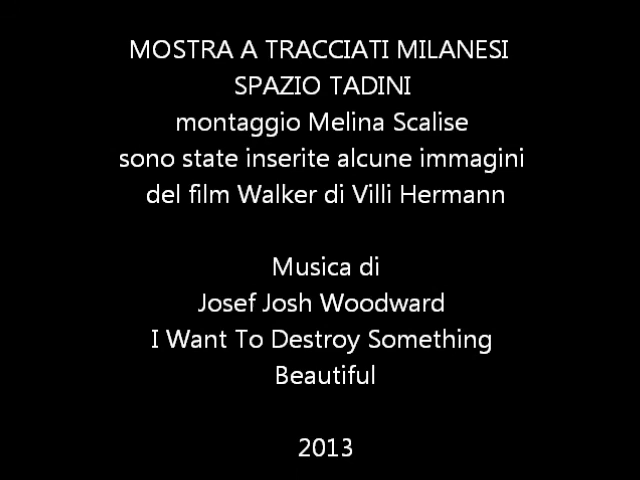 MOSTRA A TRACCIATI MILANESI
SPAZIO TADINI
montaggio Melina Scalise
sono state inserite alcune immagini
del film Walker di Villi Hermann
Musica di
Josef Josh Woodward
I Want To Destroy Something
Beautiful
2013